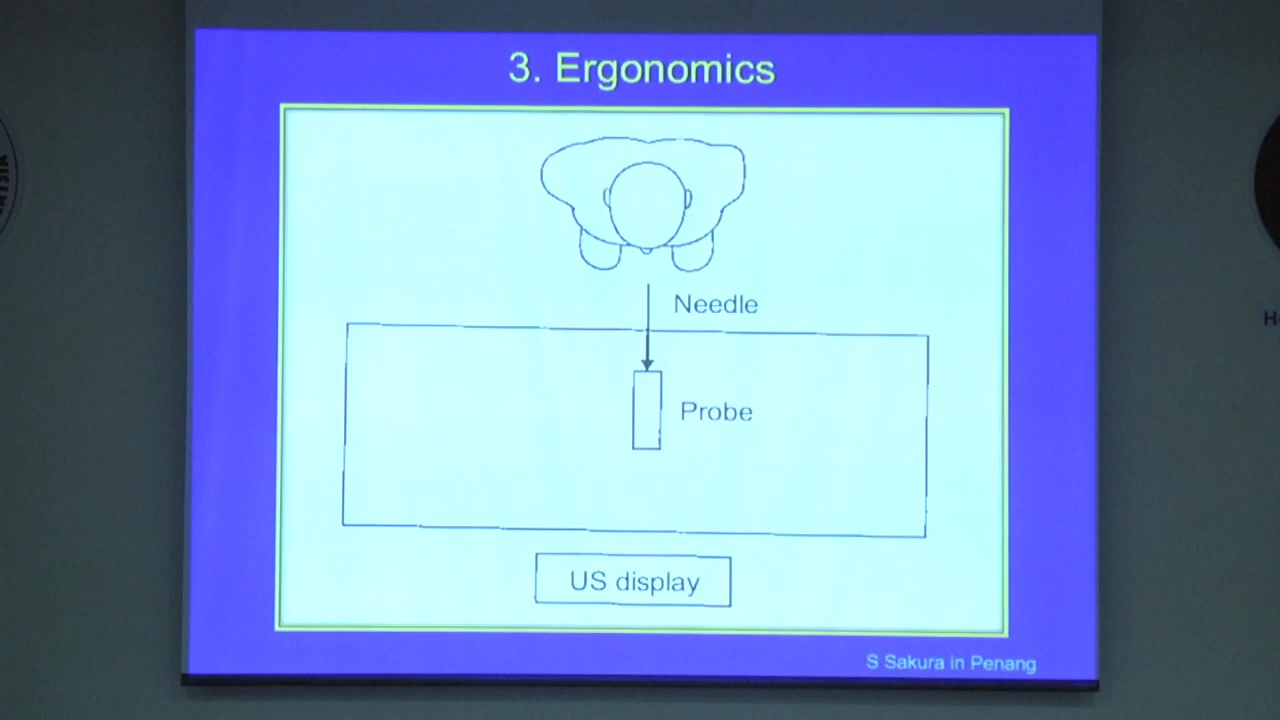 3. Ergonomics
Needle
Probe
US display
S Sakura in Penang